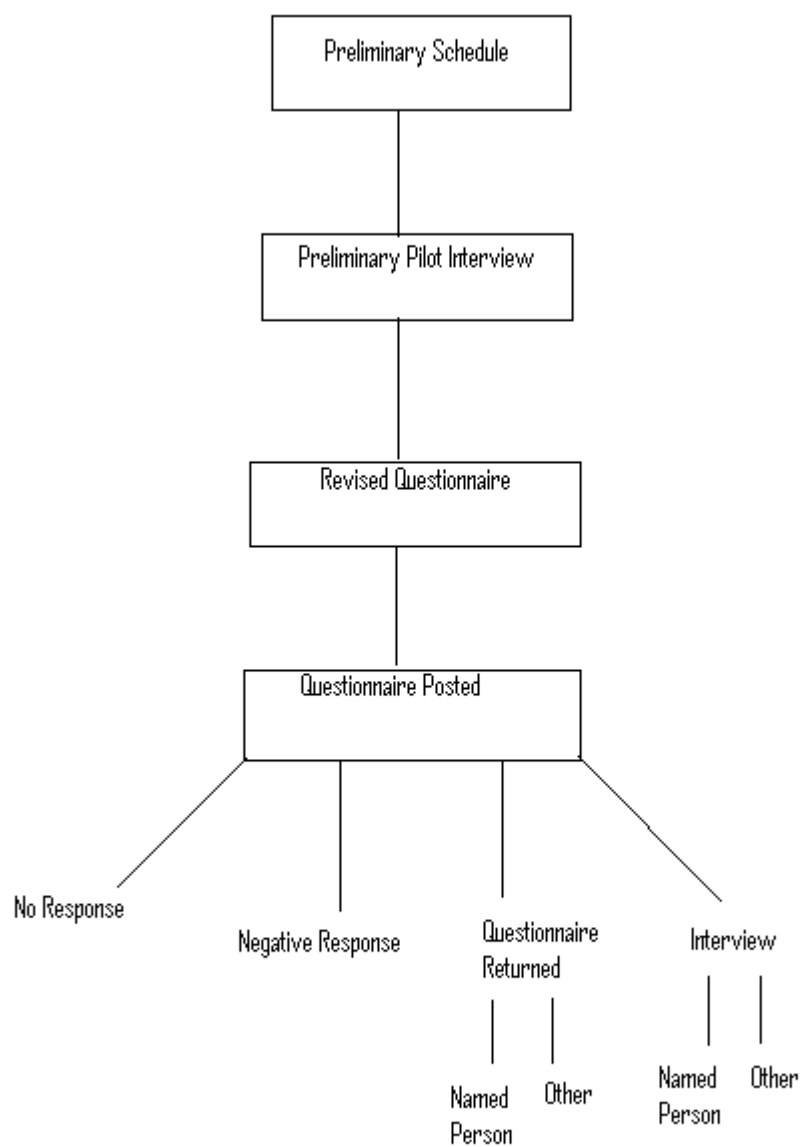 Preliminary Schedule
Preliminary Pilot Interview
Revised Questionnaire
Questionnaire Posted
No Response
Negative Response
Questionnaire
Returned
Interview
Named
Person
Other
Named
Person
Other